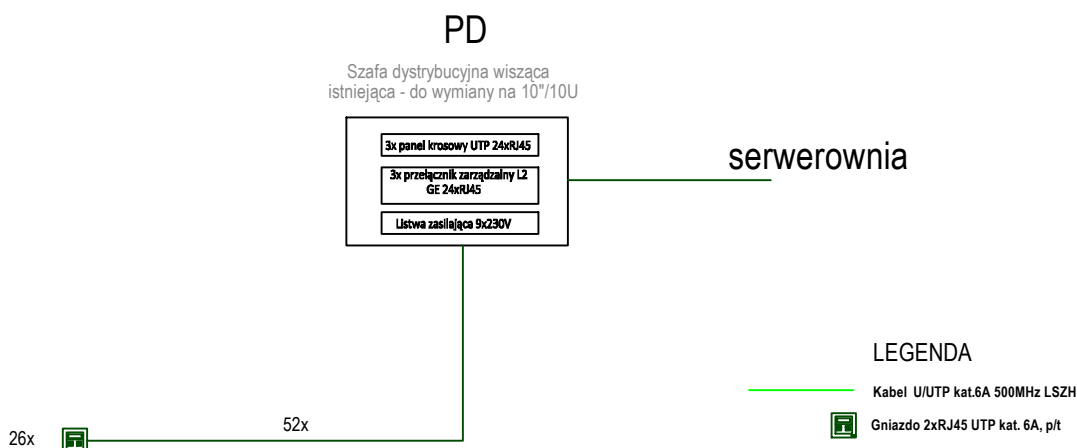 PD
Szafa dystrybucyjna wisząca
istniejąca - do wymiany na 10"/10U
3x panel krosowy UTP 24xRJ45
3x przełącznik zarządzalny L2
GE 24xRJ45
Listwa zasilająca 9x230V
serwerownia
LEGENDA
Kabel U/UTP kat.6A 500MHz LSZH
Gniazdo 2xRJ45 UTP kat. 6A, p/t
52x
26x